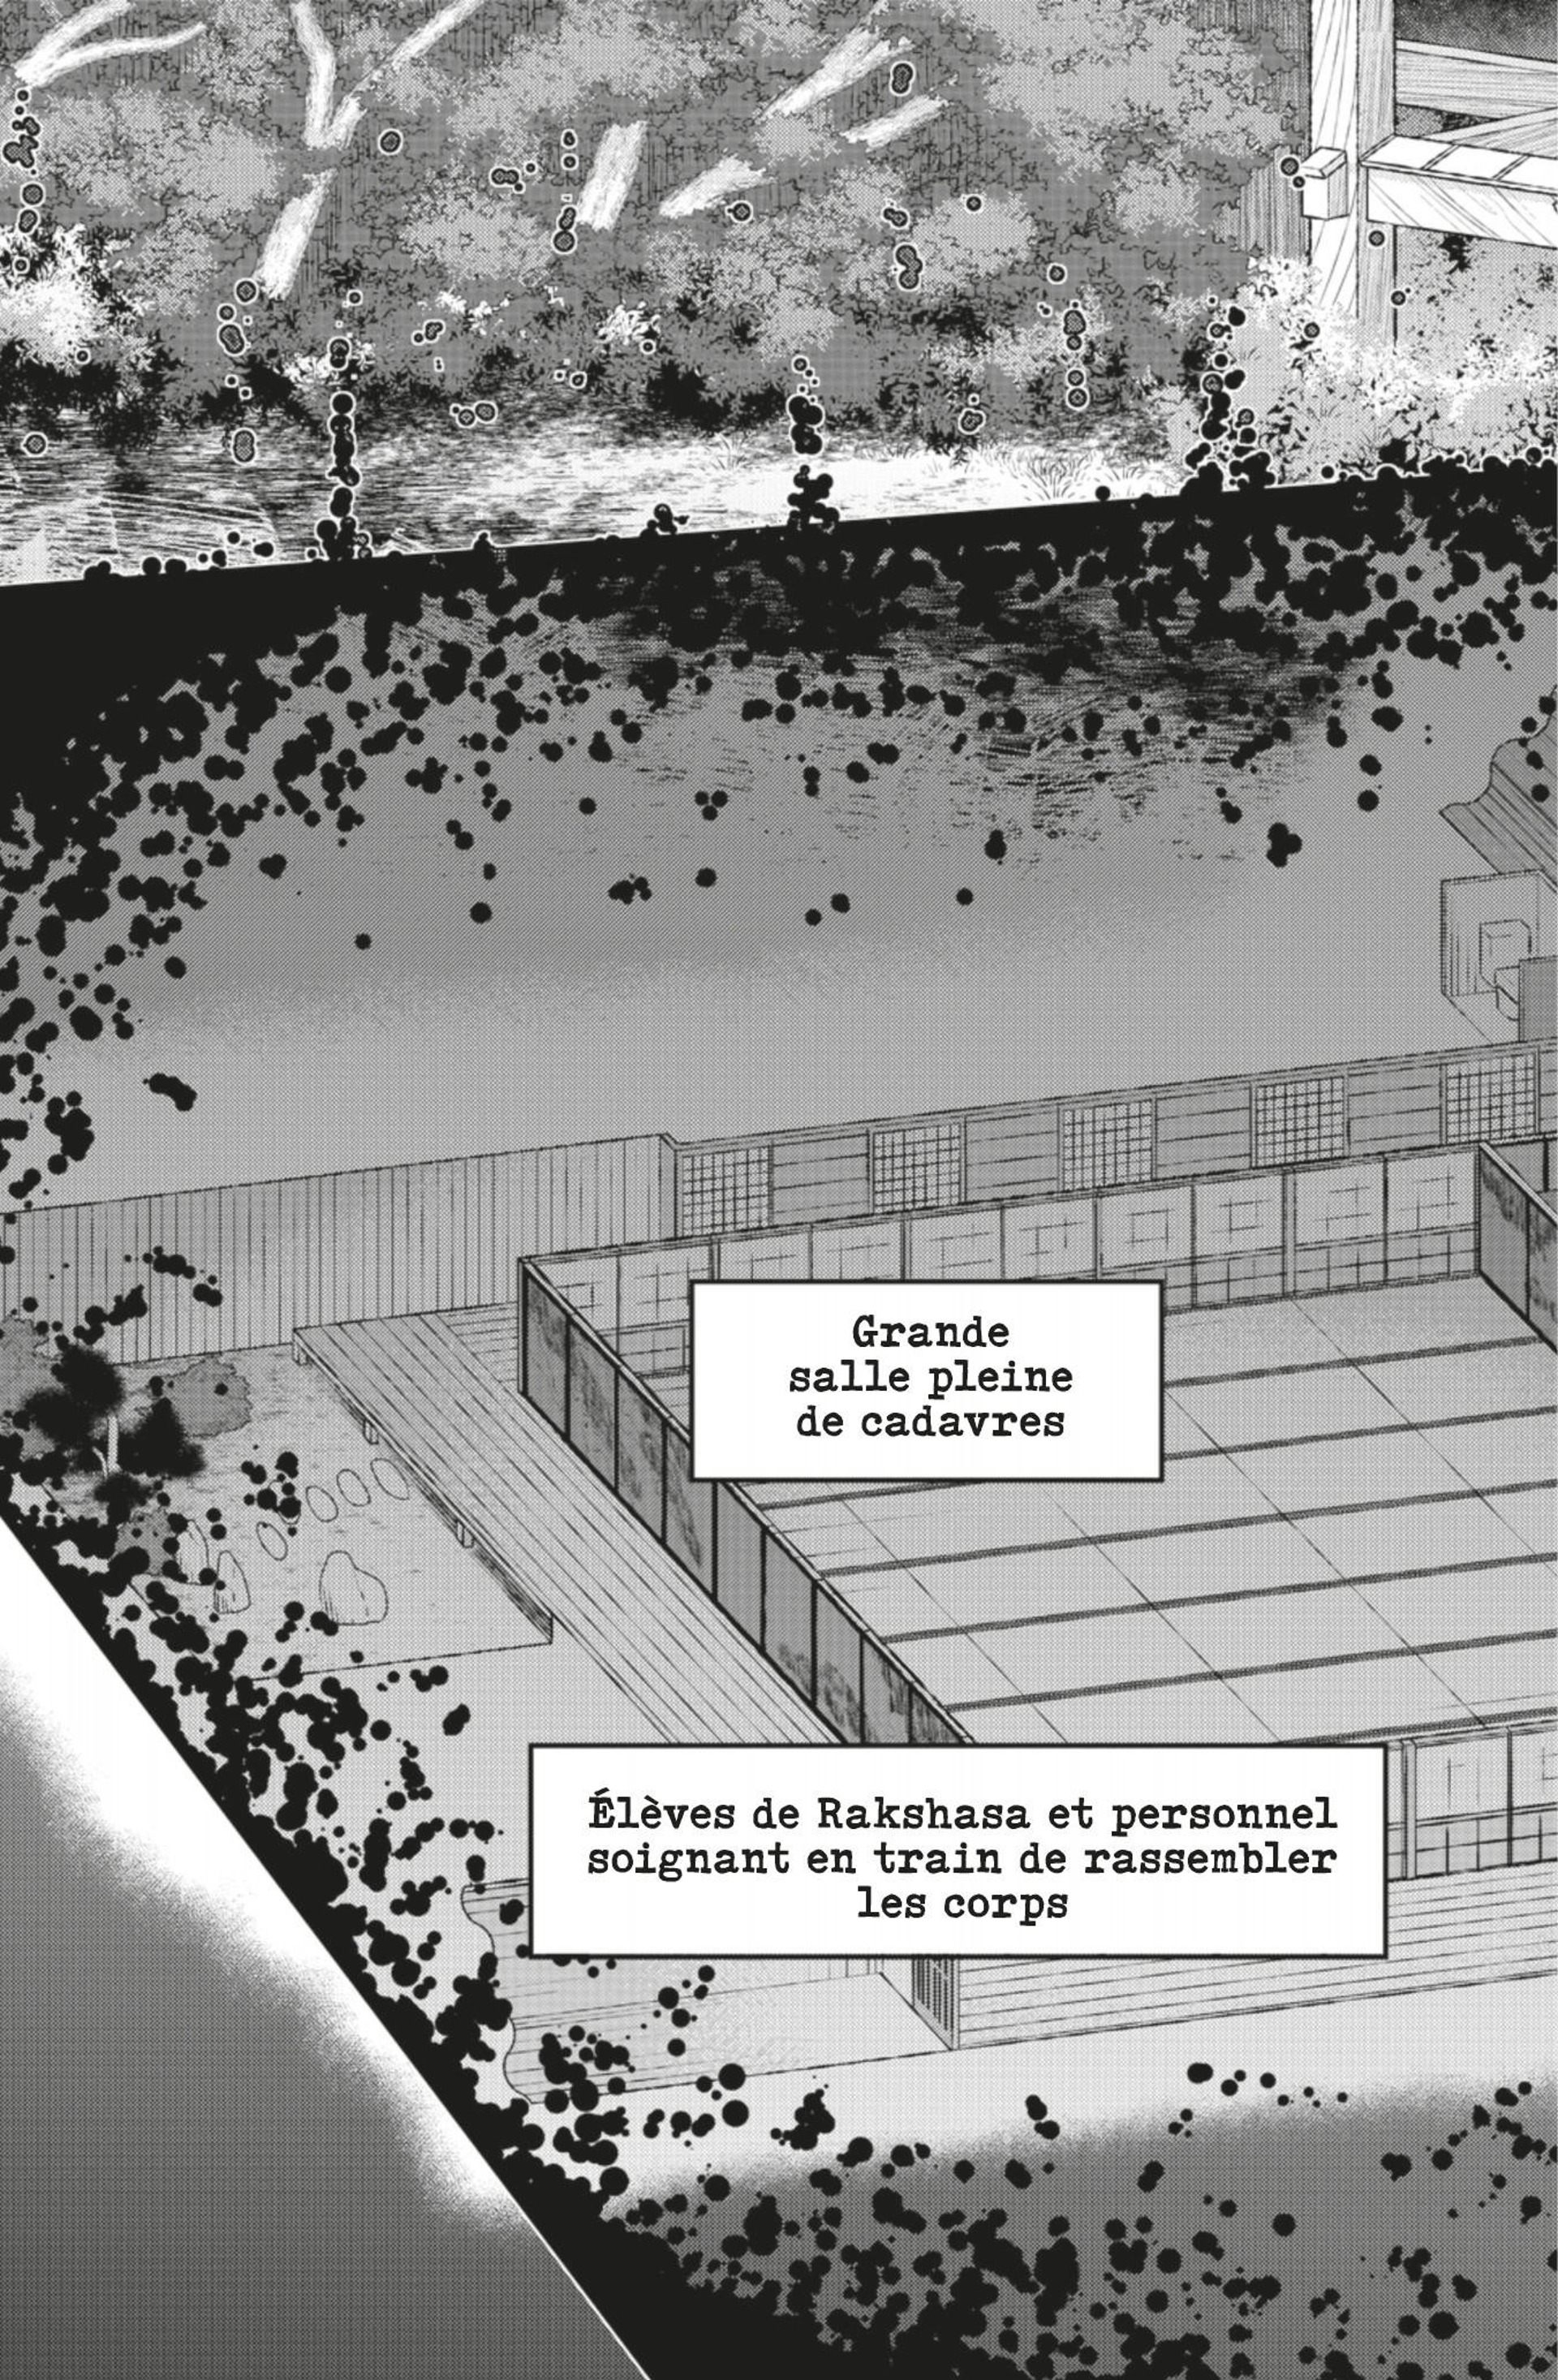 Grande
salle pleine
de cadavres
Élèves de Rakshasa et personnel
soignant en train de rassembler
les corps